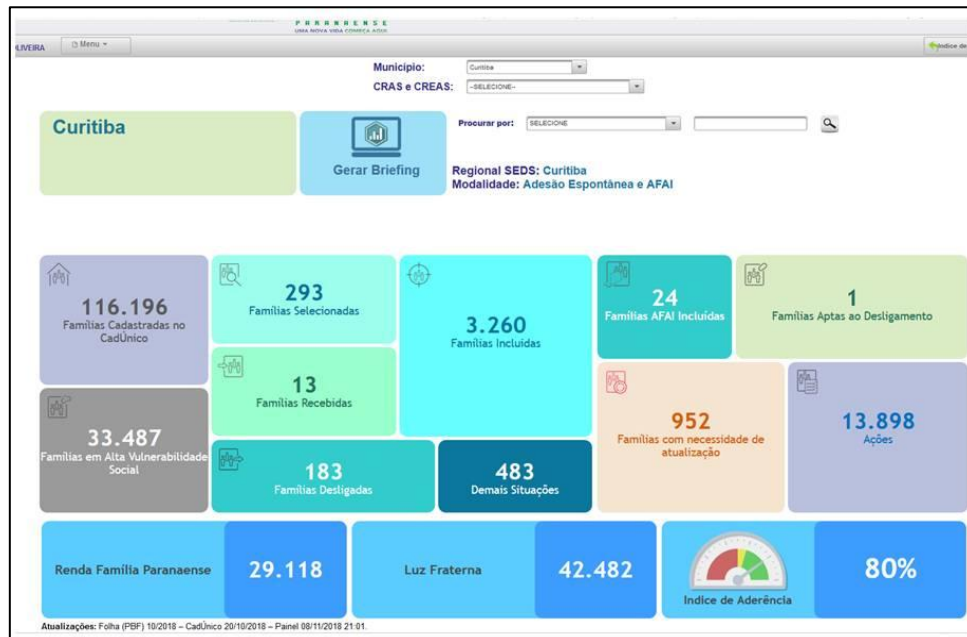 PARANAENSE
UMA NOVA VIDA COMEÇA AQUI
OLIVEIRA
Menu
Índice de
Município:
Curitiba
CRAS e CREAS:
--SELECIONE--
Curitiba
Gerar Briefing
Procurar por:
SELECIONE
Regional SEDS: Curitiba
Modalidade: Adesão Espontânea e AFAI
116.196
Famílias Cadastradas no
CadÚnico
293
Famílias Selecionadas
3.260
Famílias Incluídas
24
Famílias AFAI Incluídas
1
Famílias Aptas ao Desligamento
13
Famílias Recebidas
33.487
Famílias em Alta Vulnerabilidade
Social
952
Famílias com necessidade de
atualização
13.898
Ações
183
Famílias Desligadas
483
Demais Situações
Renda Família Paranaense
29.118
Luz Fraterna
42.482
Indice de Aderência
80%
Atualizações: Folha (PBF) 10/2018 – CadÚnico 20/10/2018 – Painel 08/11/2018 21:01.